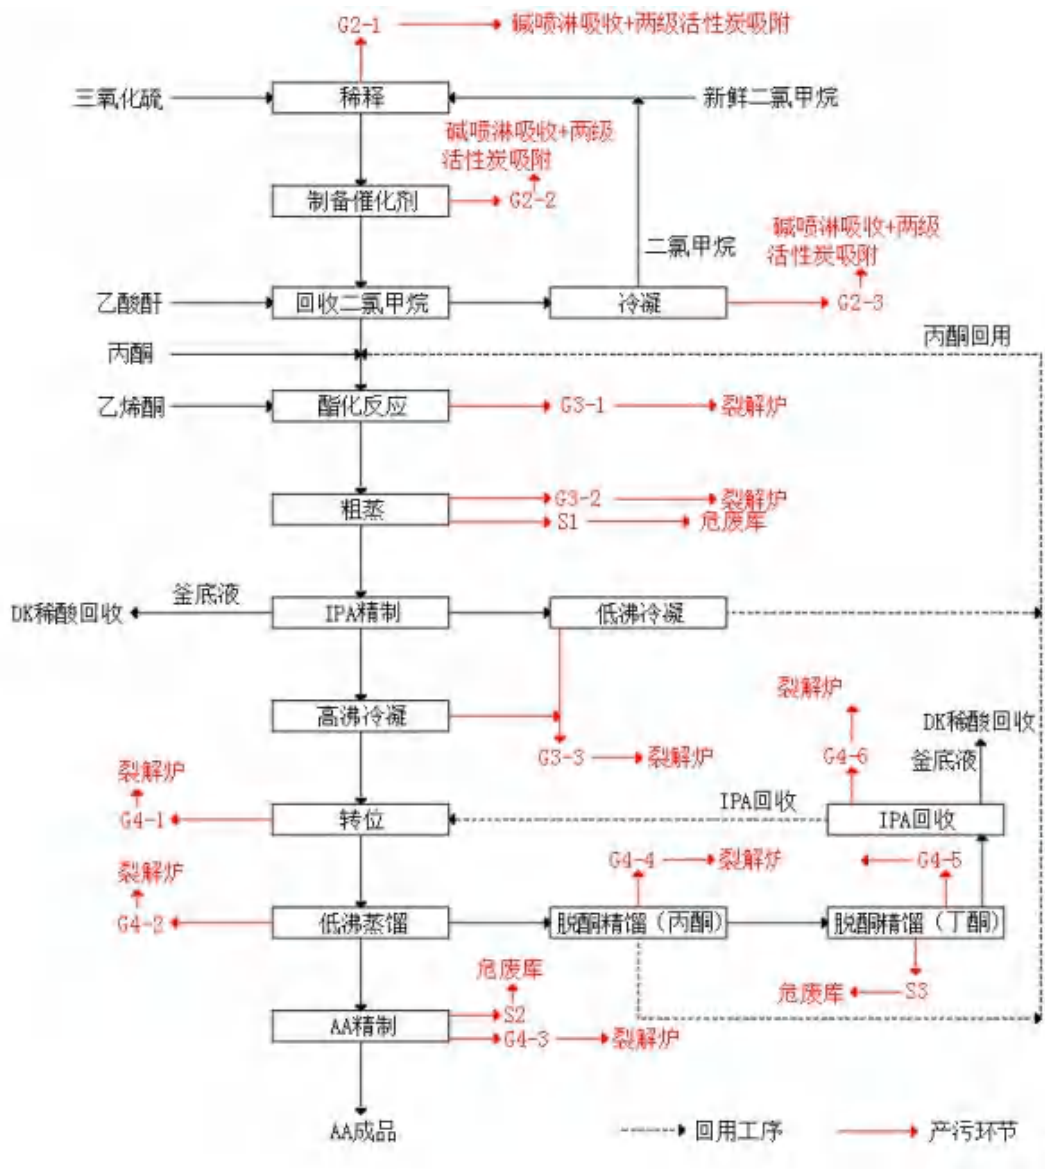 G2-1
碱喷淋吸收+两级活性炭吸附
三氧化硫
稀释
新鲜二氯甲烷
碱喷淋吸收+两级
活性炭吸附
制备催化剂
G2-2
二氯甲烷
碱喷淋吸收+两级
活性炭吸附
乙酸酐
回收二氯甲烷
冷凝
G2-3
丙酮
丙酮回用
乙烯酮
酯化反应
G3-1
裂解炉
粗蒸
G3-2
裂解炉
S1
危废库
DK稀酸回收
釜底液
IPA精制
低沸冷凝
高沸冷凝
G3-3
裂解炉
裂解炉
G4-6
DK稀酸回收
釜底液
裂解炉
G4-1
转位
IPA回收
IPA回收
G4-4
裂解炉
G4-5
裂解炉
G4-2
低沸蒸馏
脱酮精馏（丙酮）
脱酮精馏（丁酮）
危废库
S2
危废库
S3
AA精制
G4-3
裂解炉
AA成品
回用工序
产污环节